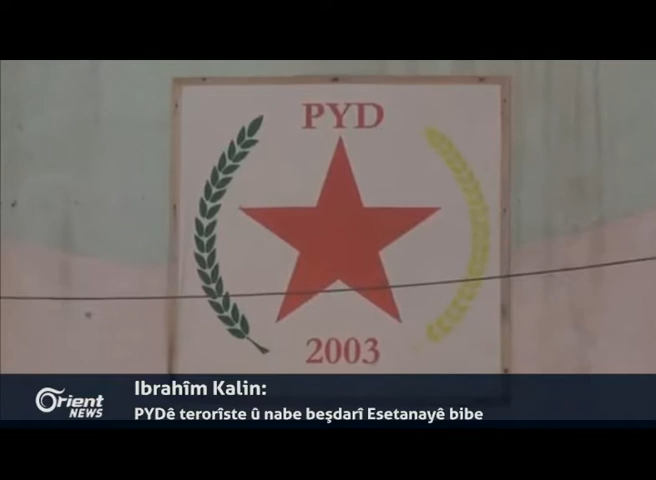 PYD
2003
Orient
NEWS
Ibrahîm Kalin:
PYDê terorîste û nabe beşdarî Esetanayê bibe